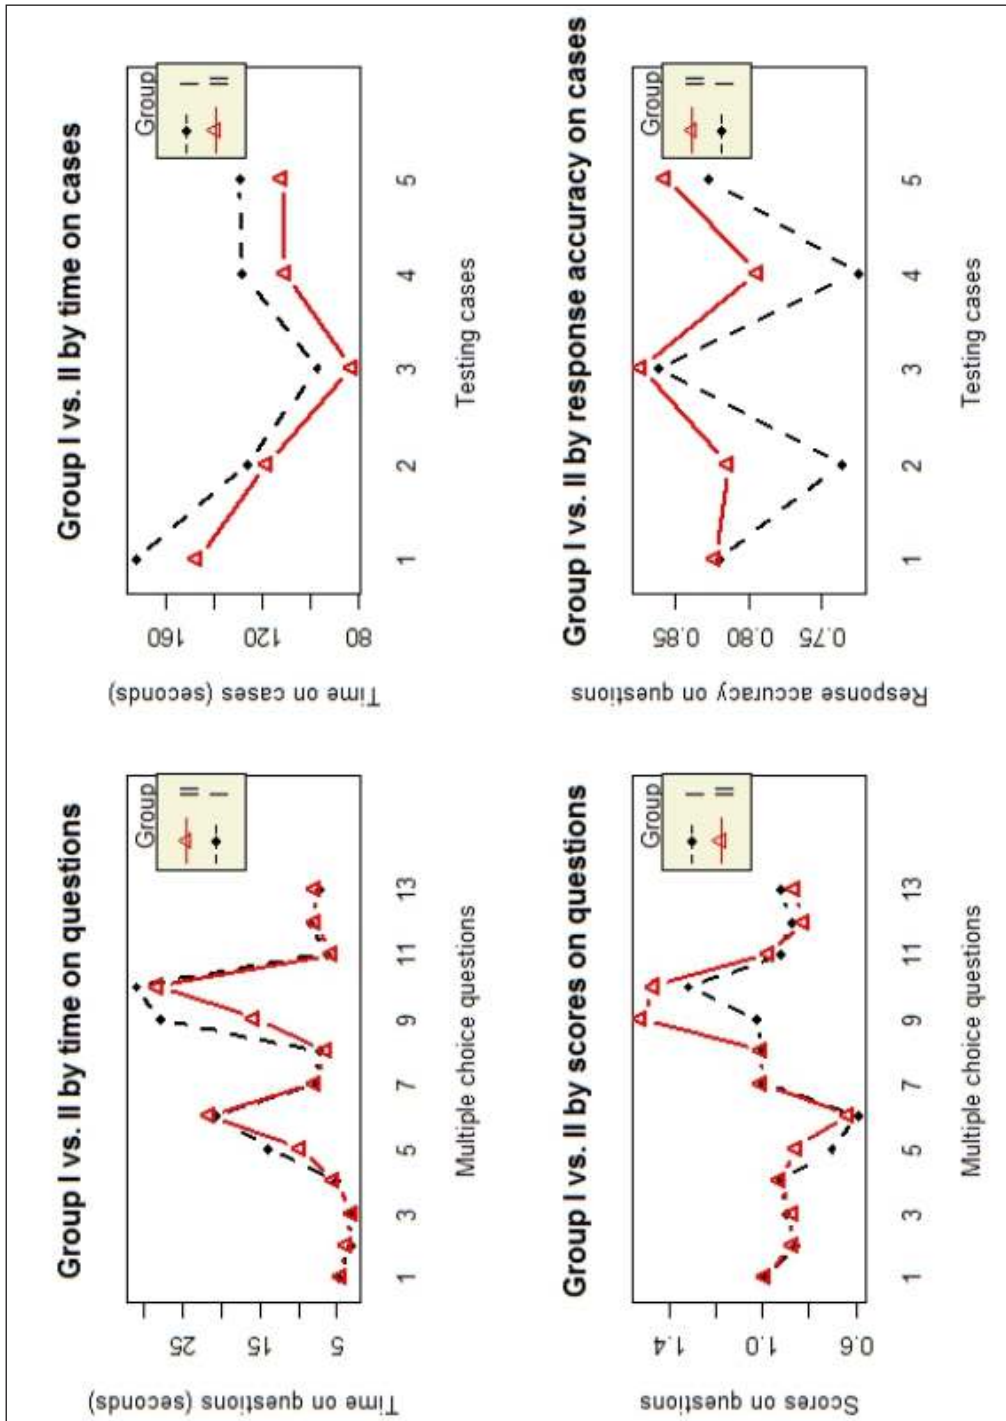 Group I vs. II by time on questions
Time on questions (seconds)
25
15
5
1 3 5 7 9 11 13
Multiple choice questions
Group
II
I
Group I vs. II by time on cases
Time on cases (seconds)
160
120
80
1 2 3 4 5
Testing cases
Group
I
II
Group I vs. II by scores on questions
Scores on questions
1.4
1.0
0.6
1 3 5 7 9 11 13
Multiple choice questions
Group
I
II
Group I vs. II by response accuracy on cases
Response accuracy on questions
0.85
0.80
0.75
1 2 3 4 5
Testing cases
Group
II
I